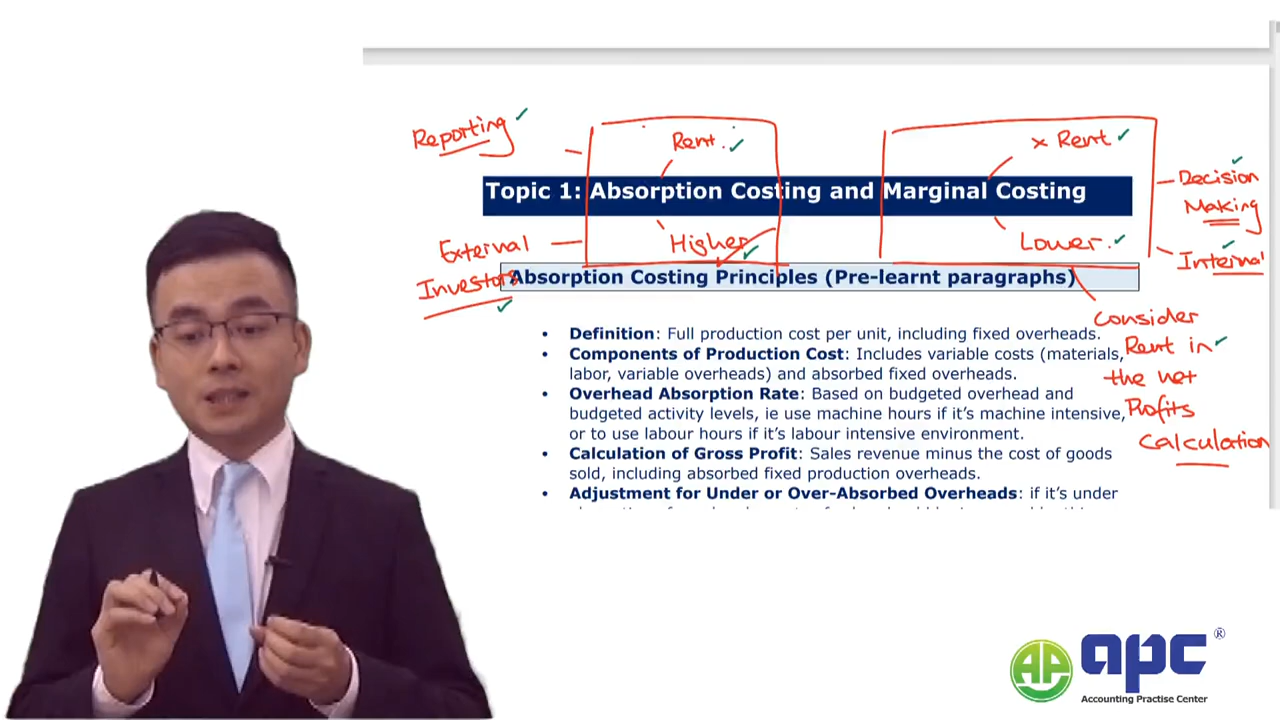 Reporting
Rent.
x Rent
Topic 1: Absorption Costing and Marginal Costing
Decision
Making
External
Investors
Higher
Lower.
Internal
Absorption Costing Principles (Pre-learnt paragraphs)
Consider
Rent in
the net
Profits
Calculation
• Definition: Full production cost per unit, including fixed overheads.
• Components of Production Cost: Includes variable costs (materials,
labor, variable overheads) and absorbed fixed overheads.
• Overhead Absorption Rate: Based on budgeted overhead and
budgeted activity levels, ie use machine hours if it’s machine intensive,
or to use labour hours if it’s labour intensive environment.
• Calculation of Gross Profit: Sales revenue minus the cost of goods
sold, including absorbed fixed production overheads.
• Adjustment for Under or Over-Absorbed Overheads: if it’s under
AP apc®
Accounting Practise Center